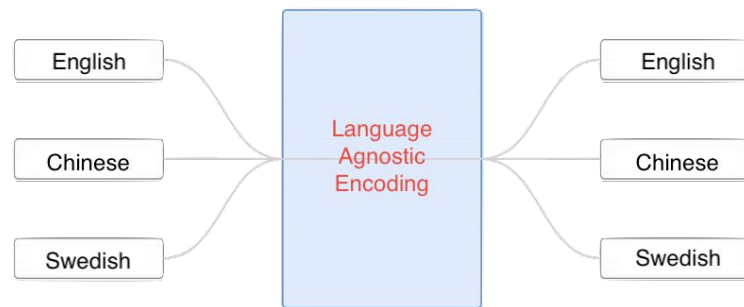 English
Chinese
Swedish
Language
Agnostic
Encoding
English
Chinese
Swedish